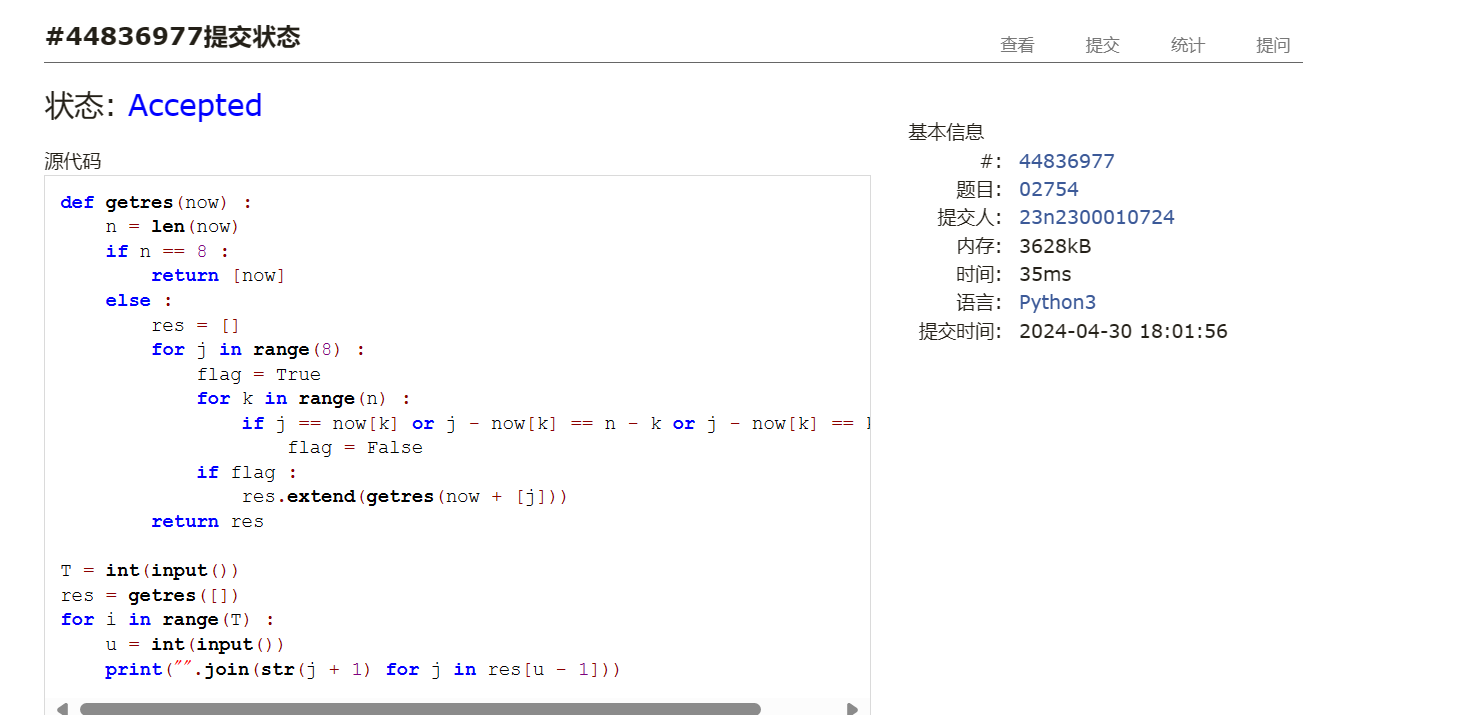 #44836977提交状态
查看 提交 统计 提问
状态: Accepted
源代码
def getres(now) :
    n = len(now)
    if n == 8 :
        return [now]
    else :
        res = []
        for j in range(8) :
            flag = True
            for k in range(n) :
                if j == now[k] or j - now[k] == n - k or j - now[k] ==
                    flag = False
            if flag :
                res.extend(getres(now + [j]))
        return res

T = int(input())
res = getres([])
for i in range(T) :
    u = int(input())
    print("".join(str(j + 1) for j in res[u - 1]))
基本信息
#: 44836977
题目: 02754
提交人: 23n2300010724
内存: 3628kB
时间: 35ms
语言: Python3
提交时间: 2024-04-30 18:01:56